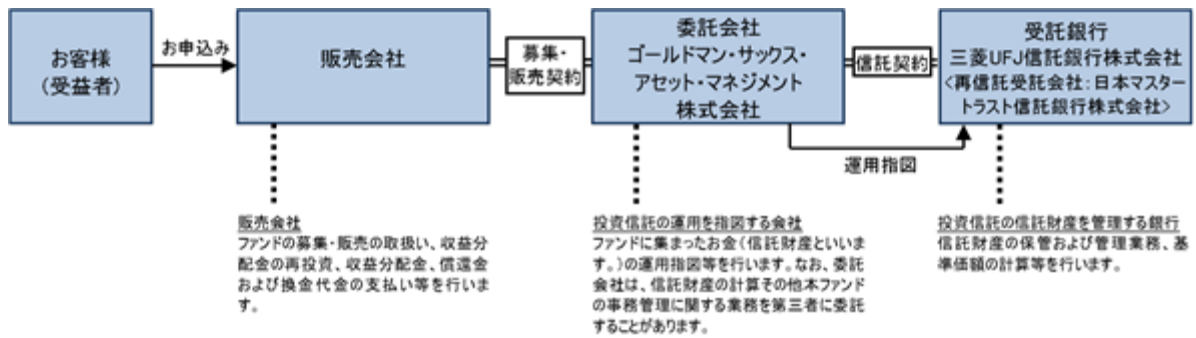 お客様
（受益者）
お申込み
販売会社
募集・
販売契約
委託会社
ゴールドマン・サックス・
アセット・マネジメント
株式会社
信託契約
受託銀行
三菱UFJ信託銀行株式会社
<再信託受託会社：日本マスター
トラスト信託銀行株式会社>
運用指図
販売会社
ファンドの募集・販売の取扱い、収益分
配金の再投資、収益分配金、償還金
および換金代金の支払い等を行いま
す。
投資信託の運用を指図する会社
ファンドに集まったお金（信託財産といいま
す。）の運用指図等を行います。なお、委託
会社は、信託財産の計算その他本ファンド
の事務管理に関する業務を第三者に委託
することがあります。
投資信託の信託財産を管理する銀行
信託財産の保管および管理業務、基
準価額の計算等を行います。